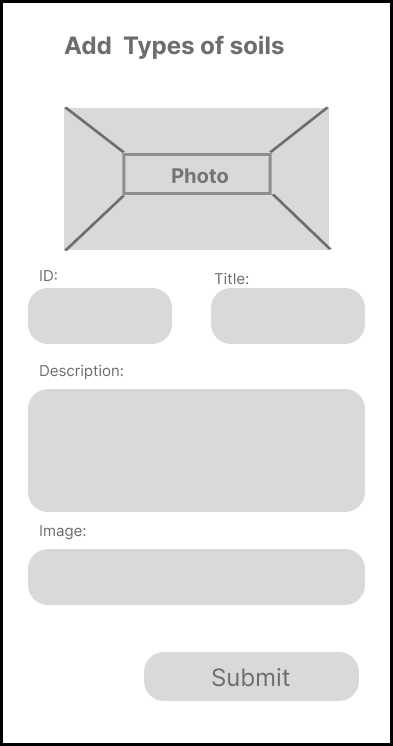 Add Types of soils
Photo
ID:
Title:
Description:
Image:
Submit